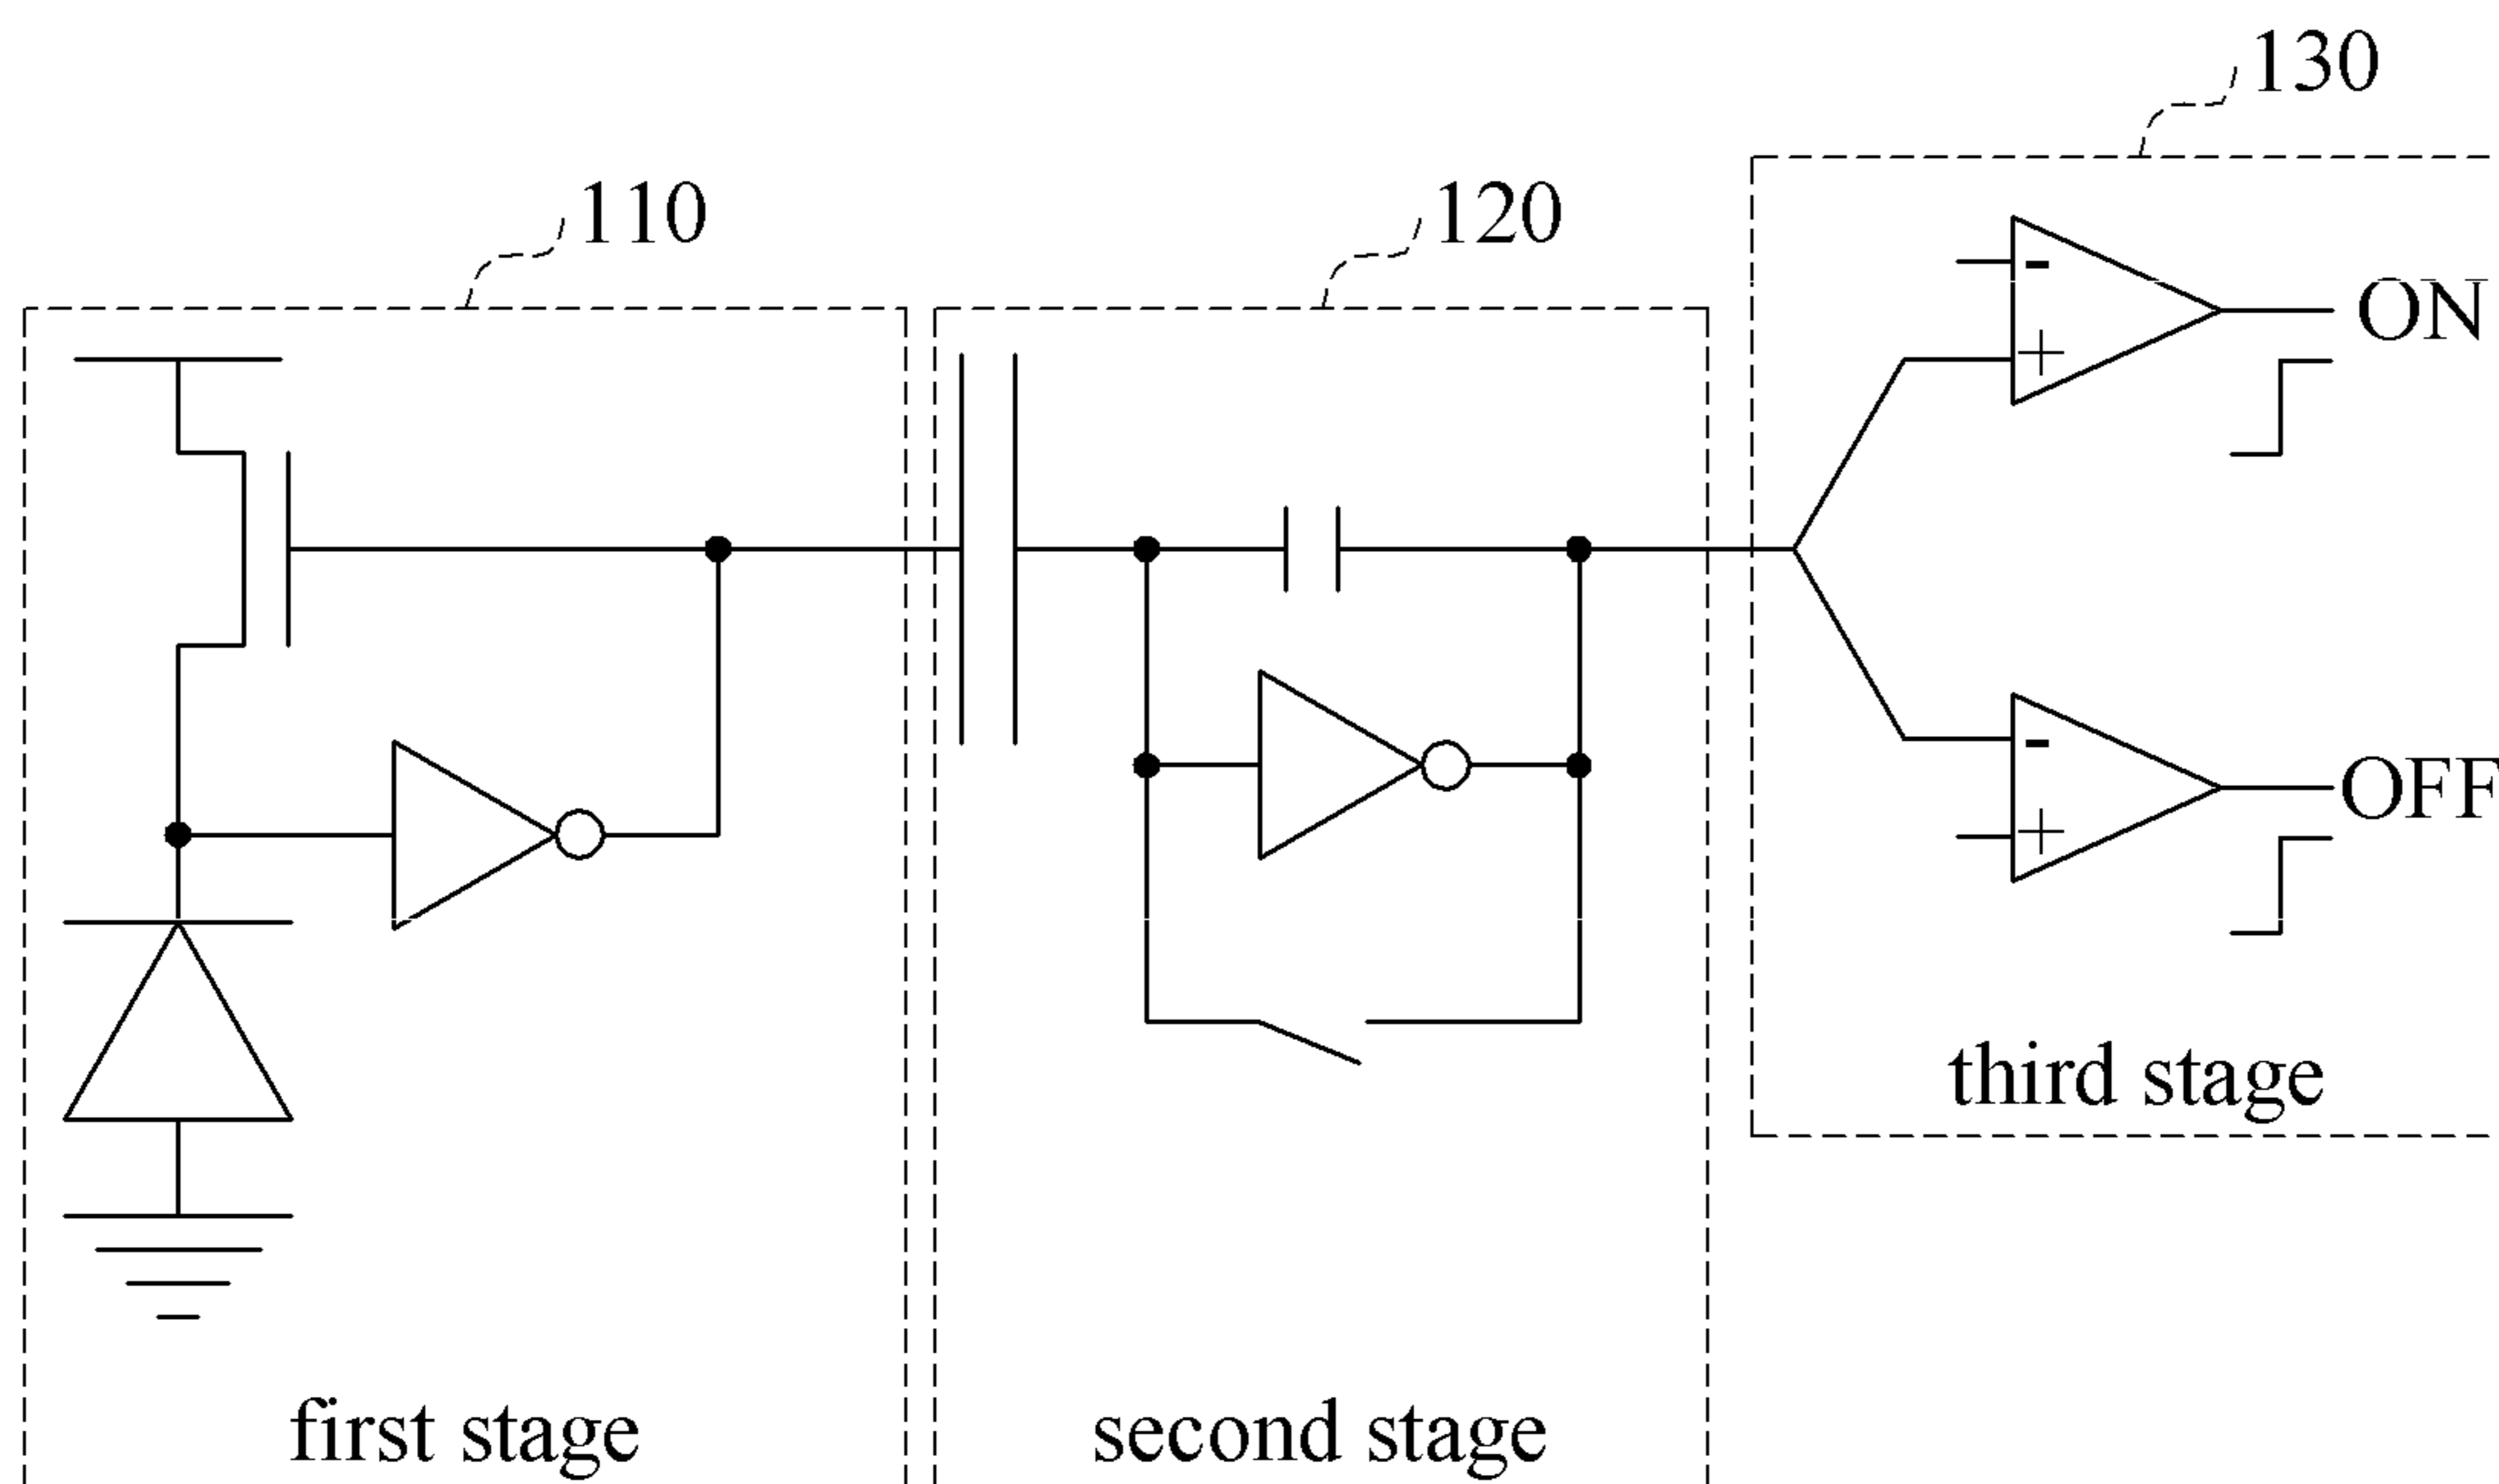 130
110
120
-
+
ON
-
+
OFF
third stage
first stage
second stage